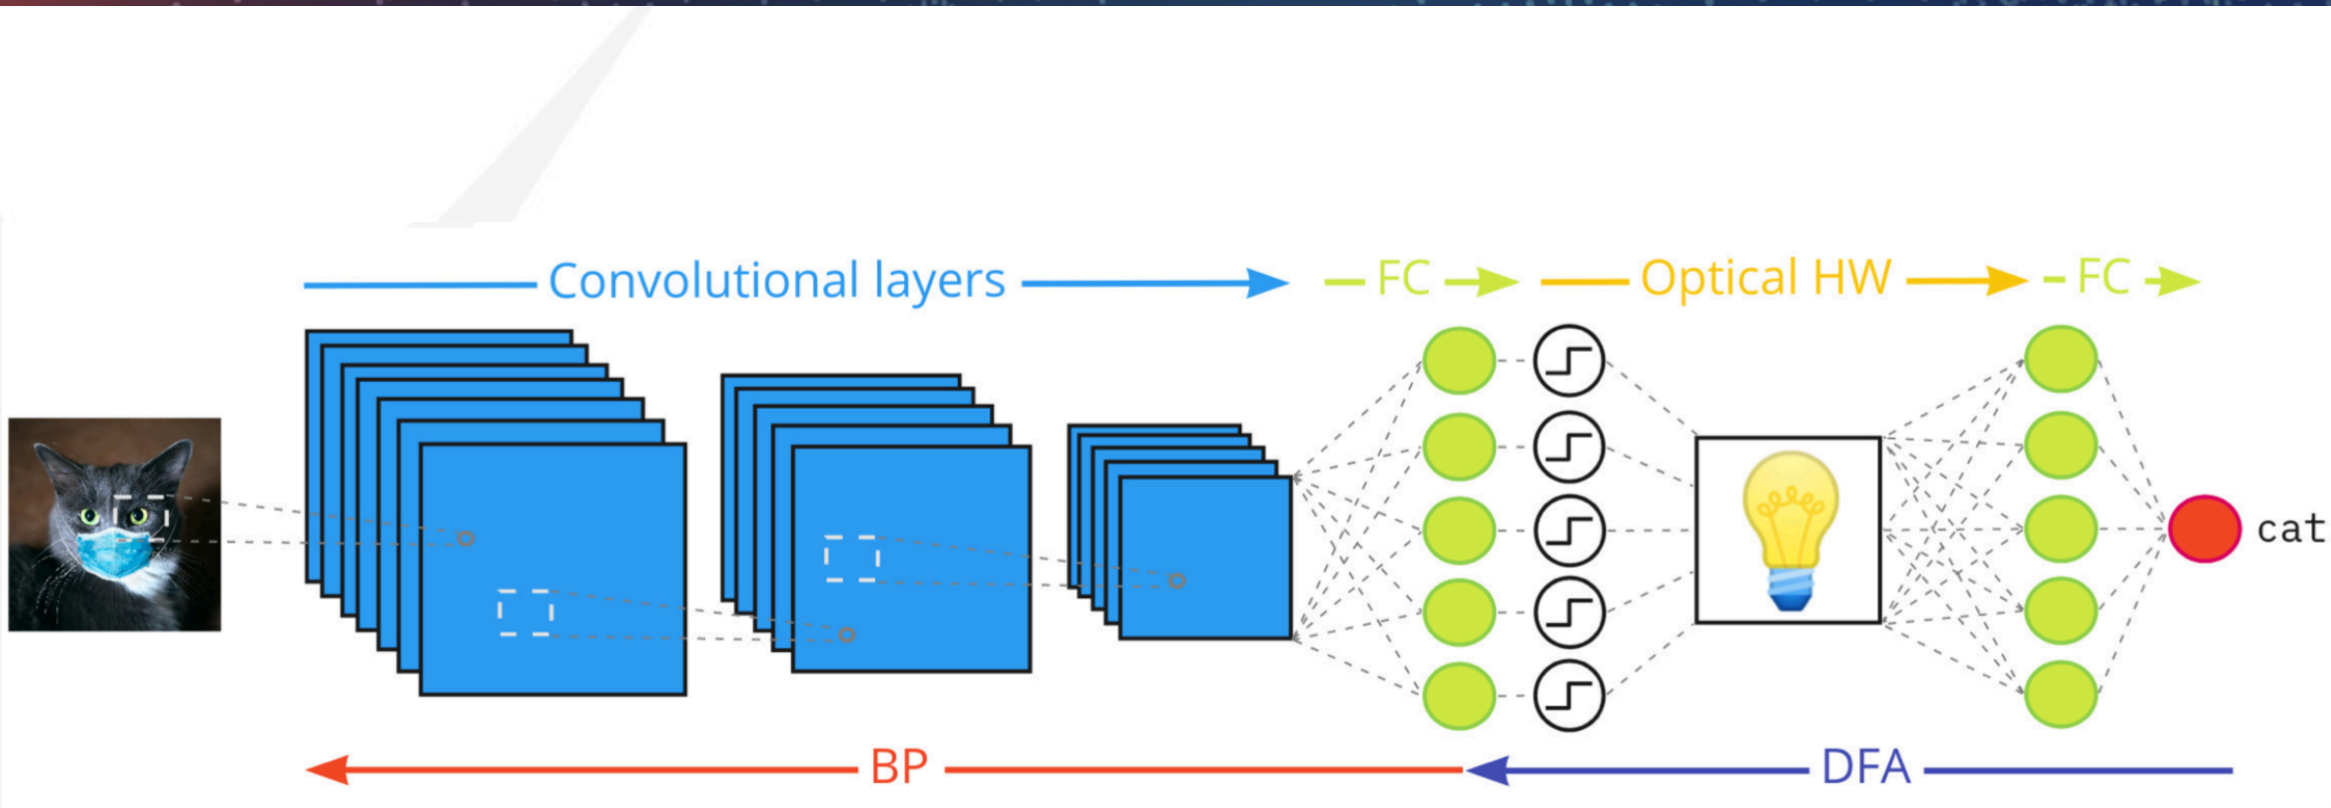 Convolutional layers
FC
Optical HW
FC
cat
BP
DFA